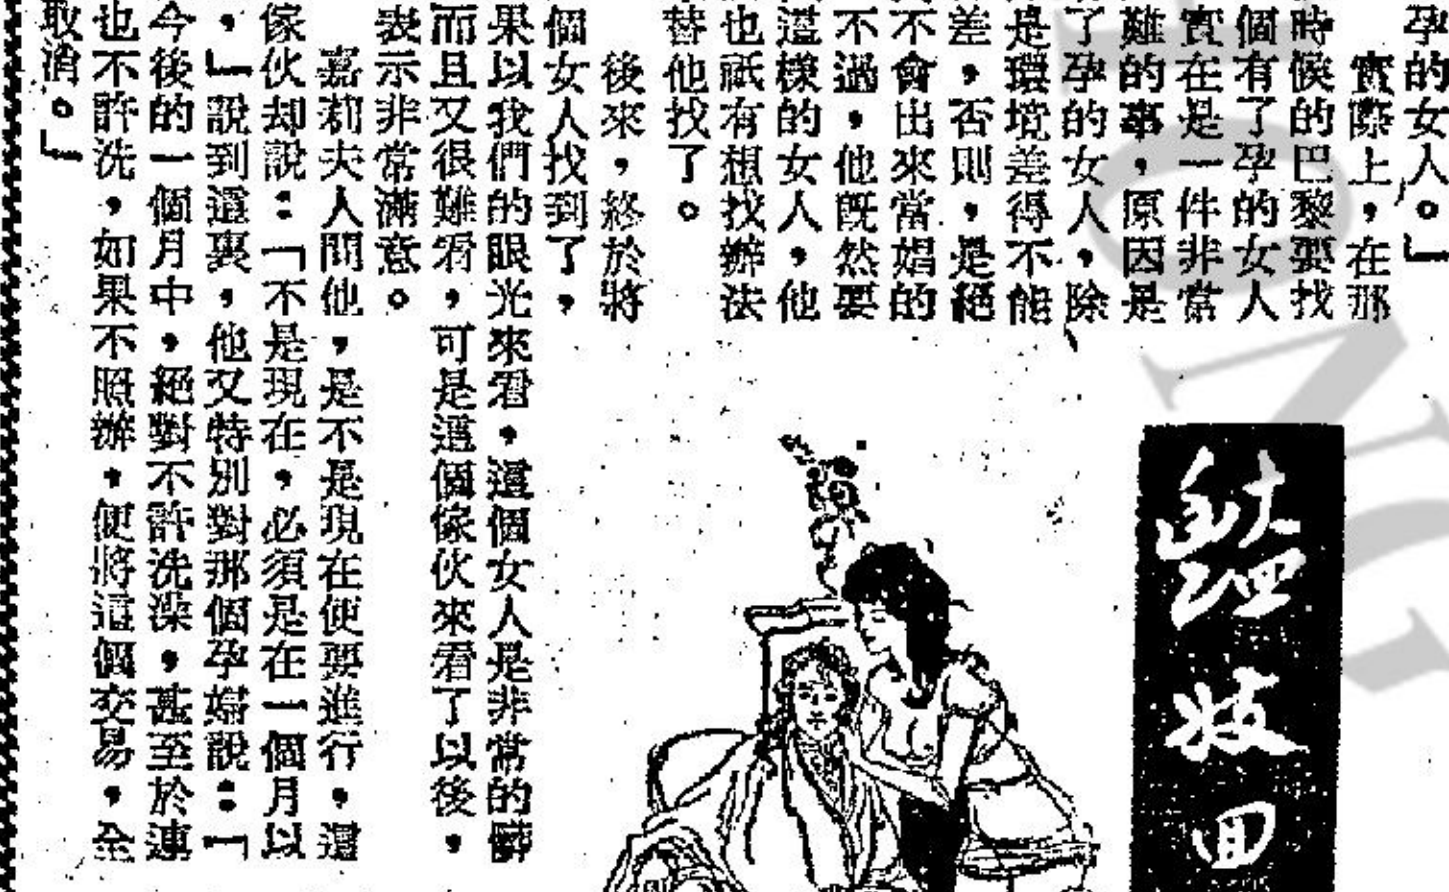 孕的女人。」
實際上，在那
時候的巴黎要找
個有了孕的女人
實在是一件非常
難的事，原因是
了孕的女人，除
是環境差得不能
差，否則，是絕
不會出來當娼的
不過，他既然要
這樣的女人，他
也祇有想找辦法
替他找了。
後來，終於將
個女人找到了，
果以我們的眼光來看，這個女人是非常的髒
而且又很難看，可是這個傢伙來看了以後，
表示非常滿意。
嘉莉夫人問他，是不是現在便要進行，這
傢伙却說：「不是現在，必須是在一個月以
，」說到這裏，他又特別對那個孕婦說：「
今後的一個月中，絕對不許洗澡，甚至於連
也不許洗，如果不照辦，便將這個交易，全
取消。」
豔妓回